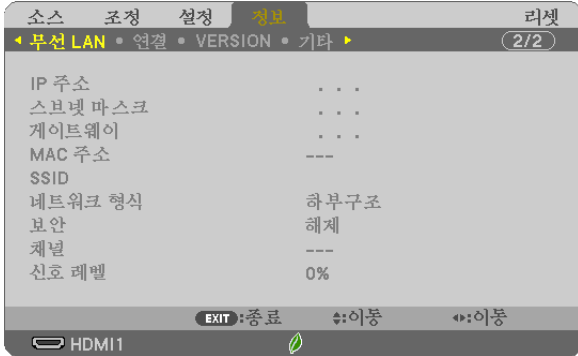 소스 조정 설정 정보 리셋
무선 LAN • 연결 • VERSION • 기타 2/2
IP 주소 . . .
스브넷 마스크 . . .
게이트웨이 . . .
MAC 주소 ---
SSID
네트워크 형식 하부구조
보안 해제
채널 ---
신호 레벨 0%
EXIT :종료 :이동 :이동
HDMI1